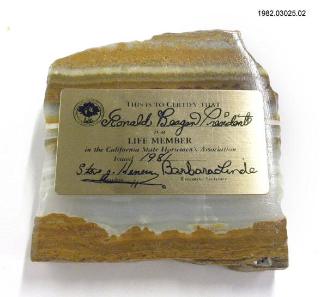 1982.03025.02
THIS IS TO CERTIFY THAT
Ronald Reagan, President
IS A
LIFE MEMBER
in the California State Horsemen's Association
Issued 1981
Barbara Linde
Executive Secretary